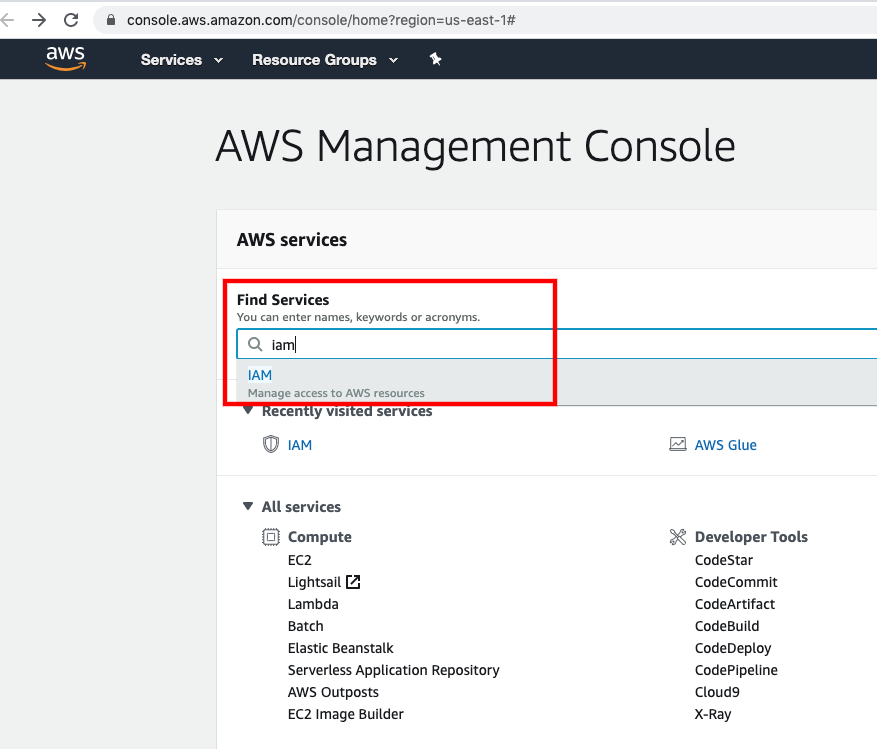 console.aws.amazon.com/console/home?region=us-east-1#
aws Services Resource Groups
AWS Management Console
AWS services
Find Services
You can enter names, keywords or acronyms.
iam
IAM
Manage access to AWS resources
Recently visited services
IAM AWS Glue
All services
Compute
EC2
Lightsail
Lambda
Batch
Elastic Beanstalk
Serverless Application Repository
AWS Outposts
EC2 Image Builder
Developer Tools
CodeStar
CodeCommit
CodeArtifact
CodeBuild
CodeDeploy
CodePipeline
Cloud9
X-Ray